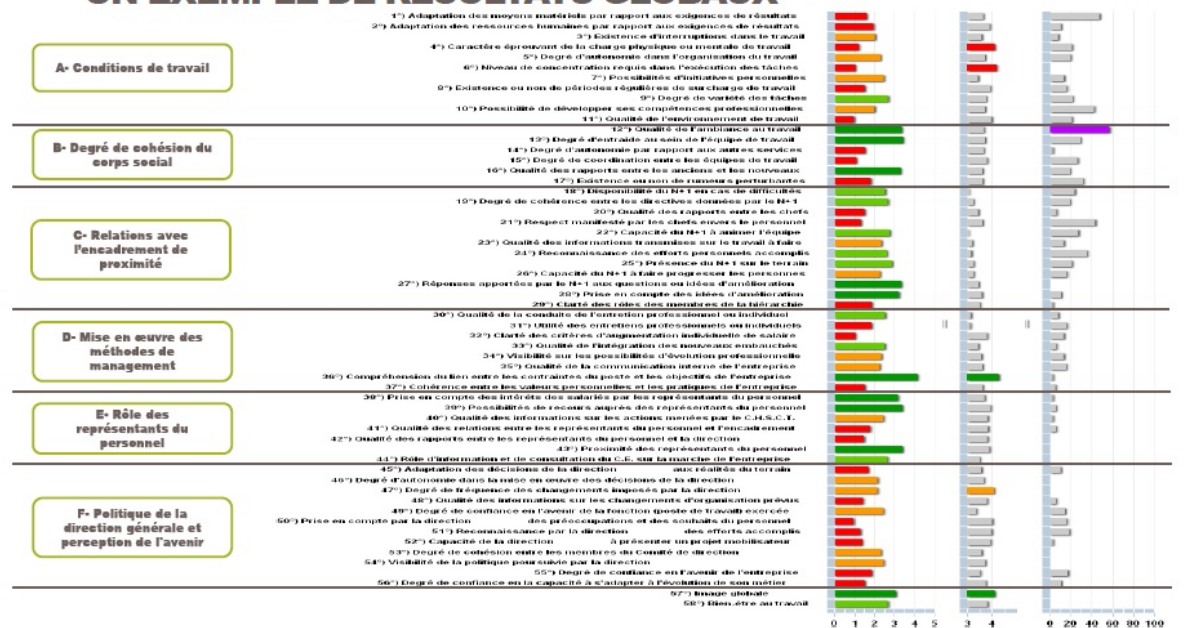 UN EXEMPLE DE RESULTATS GLOBAUX
A- Conditions de travail
1°) Adaptation des moyens matériels par rapport aux exigences de résultats
2°) Adaptation des ressources humaines par rapport aux exigences de résultats
3°) Existence d'interruptions dans le travail
4°) Caractère éprouvant de la charge physique ou mentale de travail
5°) Degré d'autonomie dans l'organisation du travail
6°) Niveau de concentration requis dans l'exécution des tâches
7°) Possibilités d'initiatives personnelles
8°) Existence ou non de périodes régulières de surcharge de travail
9°) Degré de variété des tâches
10°) Possibilité de développer ses compétences professionnelles
11°) Qualité de l'environnement de travail
B- Degré de cohésion du
corps social
12°) Qualité de l'ambiance au travail
13°) Degré d'entraide au sein de l'équipe de travail
14°) Degré d'autonomie par rapport aux autres services
15°) Degré de coordination entre les équipes de travail
16°) Qualité des rapports entre les anciens et les nouveaux
17°) Existence ou non de rumeurs perturbantes
C- Relations avec
l'encadrement de
proximité
18°) Disponibilité du N+1 en cas de difficultés
19°) Degré de cohérence entre les directives données par le N+1
20°) Qualité des rapports entre les chefs
21°) Respect manifesté par les chefs envers le personnel
22°) Capacité du N+1 à animer l'équipe
23°) Qualité des informations transmises sur le travail à faire
24°) Reconnaissance des efforts personnels accomplis
25°) Présence du N+1 sur le terrain
26°) Capacité du N+1 à faire progresser les personnes
27°) Réponses apportées par le N+1 aux questions ou idées d'amélioration
28°) Prise en compte des idées d'amélioration
29°) Clarté des rôles des membres de la hiérarchie
D- Mise en œuvre des
méthodes de
management
30°) Qualité de la conduite de l'entretien professionnel ou individuel
31°) Utilité des entretiens professionnels ou individuels
32°) Clarté des critères d'augmentation individuelle de salaire
33°) Qualité de l'intégration des nouveaux embauchés
34°) Visibilité sur les possibilités d'évolution professionnelle
35°) Qualité de la communication interne de l'entreprise
36°) Compréhension du lien entre les contraintes du poste et les objectifs de l'entreprise
37°) Cohérence entre les valeurs personnelles et les pratiques de l'entreprise
E- Rôle des
représentants du
personnel
38°) Prise en compte des intérêts des salariés par les représentants du personnel
39°) Possibilités de recours auprès des représentants du personnel
40°) Qualité des informations sur les actions menées par le C.H.S.C.T.
41°) Qualité des relations entre les représentants du personnel et l'encadrement
42°) Qualité des rapports entre les représentants du personnel et la direction
43°) Proximité des représentants du personnel
44°) Rôle d'information et de consultation du C.E. sur la marche de l'entreprise
F- Politique de la
direction générale et
perception de l'avenir
45°) Adaptation des décisions de la direction aux réalités du terrain
46°) Degré d'autonomie dans la mise en œuvre des décisions de la direction
47°) Degré de fréquence des changements imposés par la direction
48°) Qualité des informations sur les changements d'organisation prévus
49°) Degré de confiance en l'avenir de la fonction (poste de travail) exercée
50°) Prise en compte par la direction des préoccupations et des souhaits du personnel
51°) Reconnaissance par la direction des efforts accomplis
52°) Capacité de la direction à présenter un projet mobilisateur
53°) Degré de cohésion entre les membres du Comité de direction
54°) Visibilité de la politique poursuivie par la direction
55°) Degré de confiance en l'avenir de l'entreprise
56°) Degré de confiance en la capacité à s'adapter à l'évolution de son métier
57°) Image globale
58°) Bien-être au travail
0 1 2 3 4 5 3 4 0 20 40 60 80 100